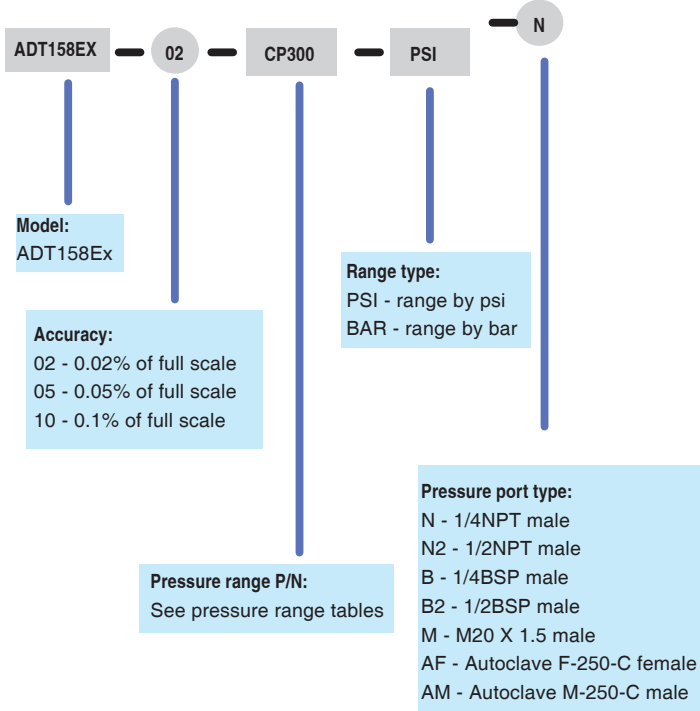 ADT158EX
02
CP300
PSI
N
Model:
ADT158Ex
Accuracy:
02 - 0.02% of full scale
05 - 0.05% of full scale
10 - 0.1% of full scale
Pressure range P/N:
See pressure range tables
Range type:
PSI - range by psi
BAR - range by bar
Pressure port type:
N - 1/4NPT male
N2 - 1/2NPT male
B - 1/4BSP male
B2 - 1/2BSP male
M - M20 X 1.5 male
AF - Autoclave F-250-C female
AM - Autoclave M-250-C male